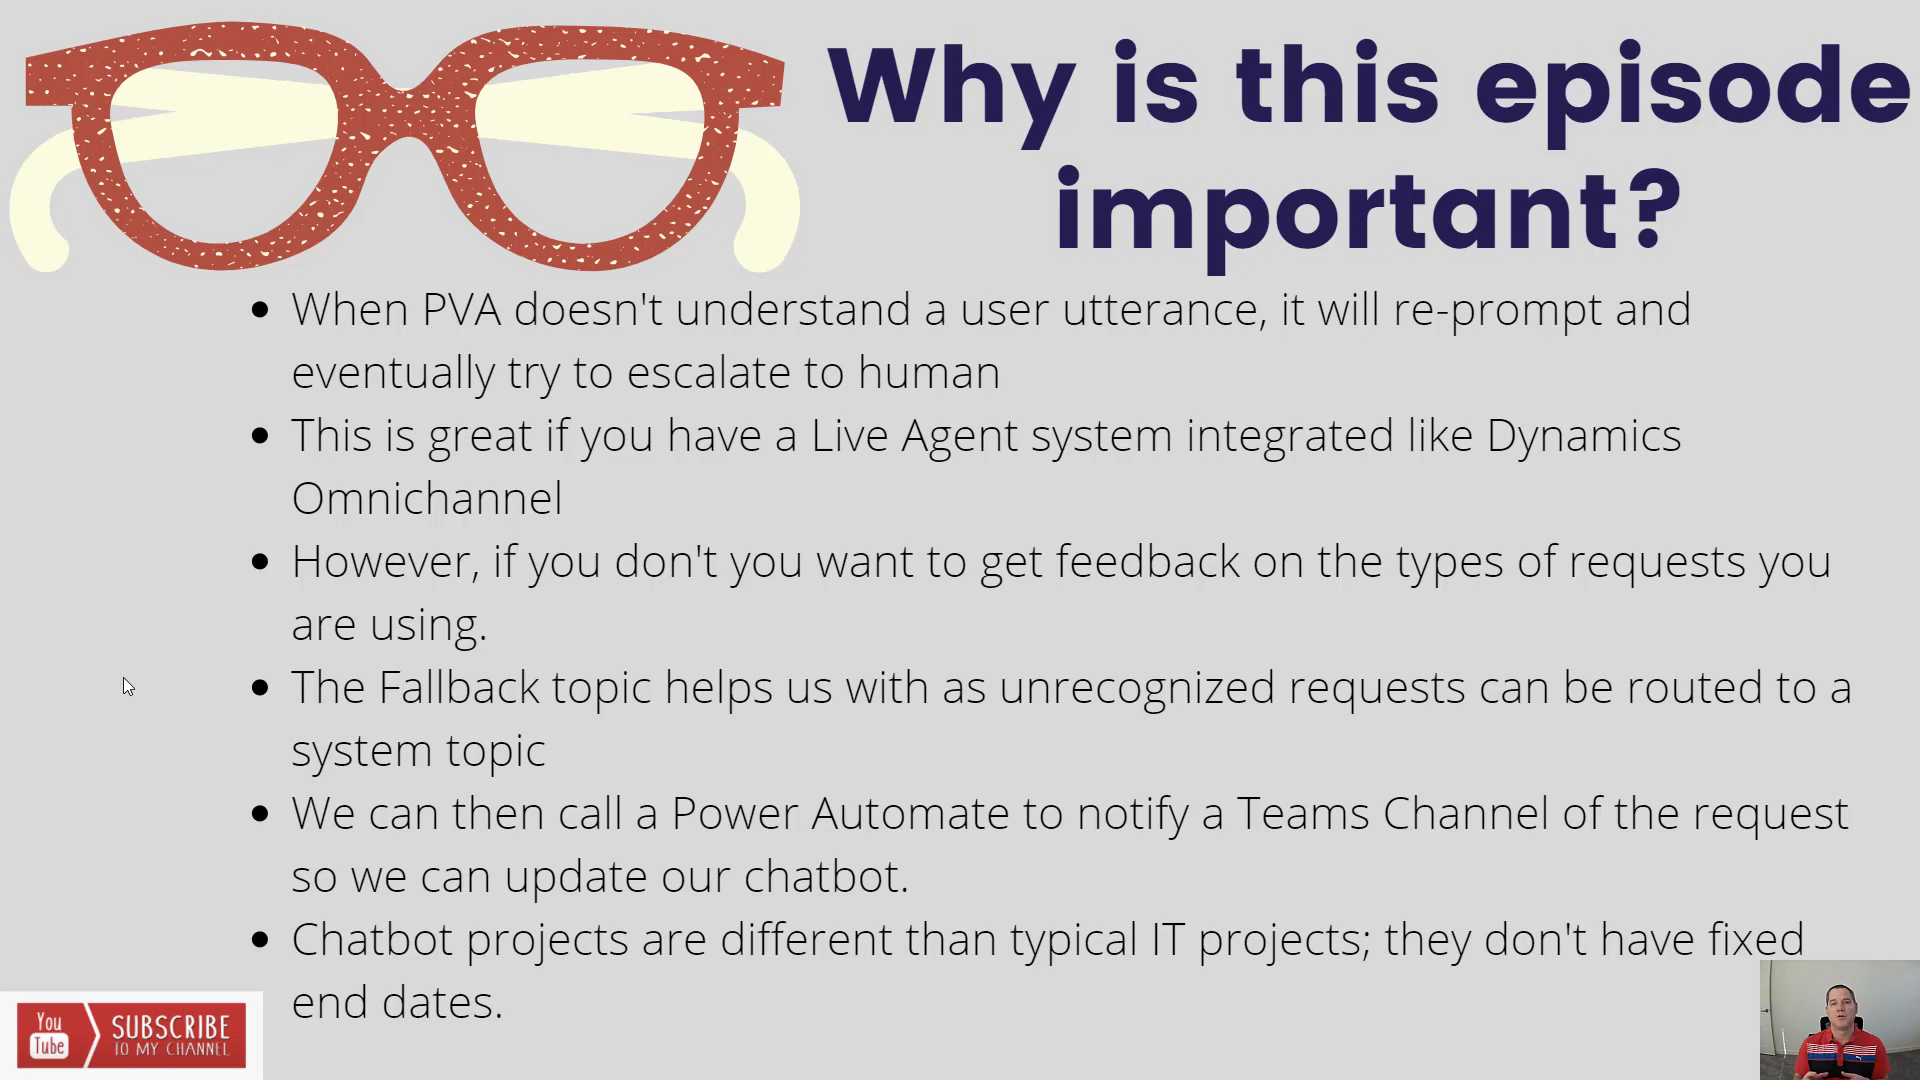 Why is this episode
important?
• When PVA doesn't understand a user utterance, it will re-prompt and
eventually try to escalate to human
• This is great if you have a Live Agent system integrated like Dynamics
Omnichannel
• However, if you don't you want to get feedback on the types of requests you
are using.
• The Fallback topic helps us with as unrecognized requests can be routed to a
system topic
• We can then call a Power Automate to notify a Teams Channel of the request
so we can update our chatbot.
• Chatbot projects are different than typical IT projects; they don't have fixed
end dates.
You
Tube
SUBSCRIBE
TO MY CHANNEL